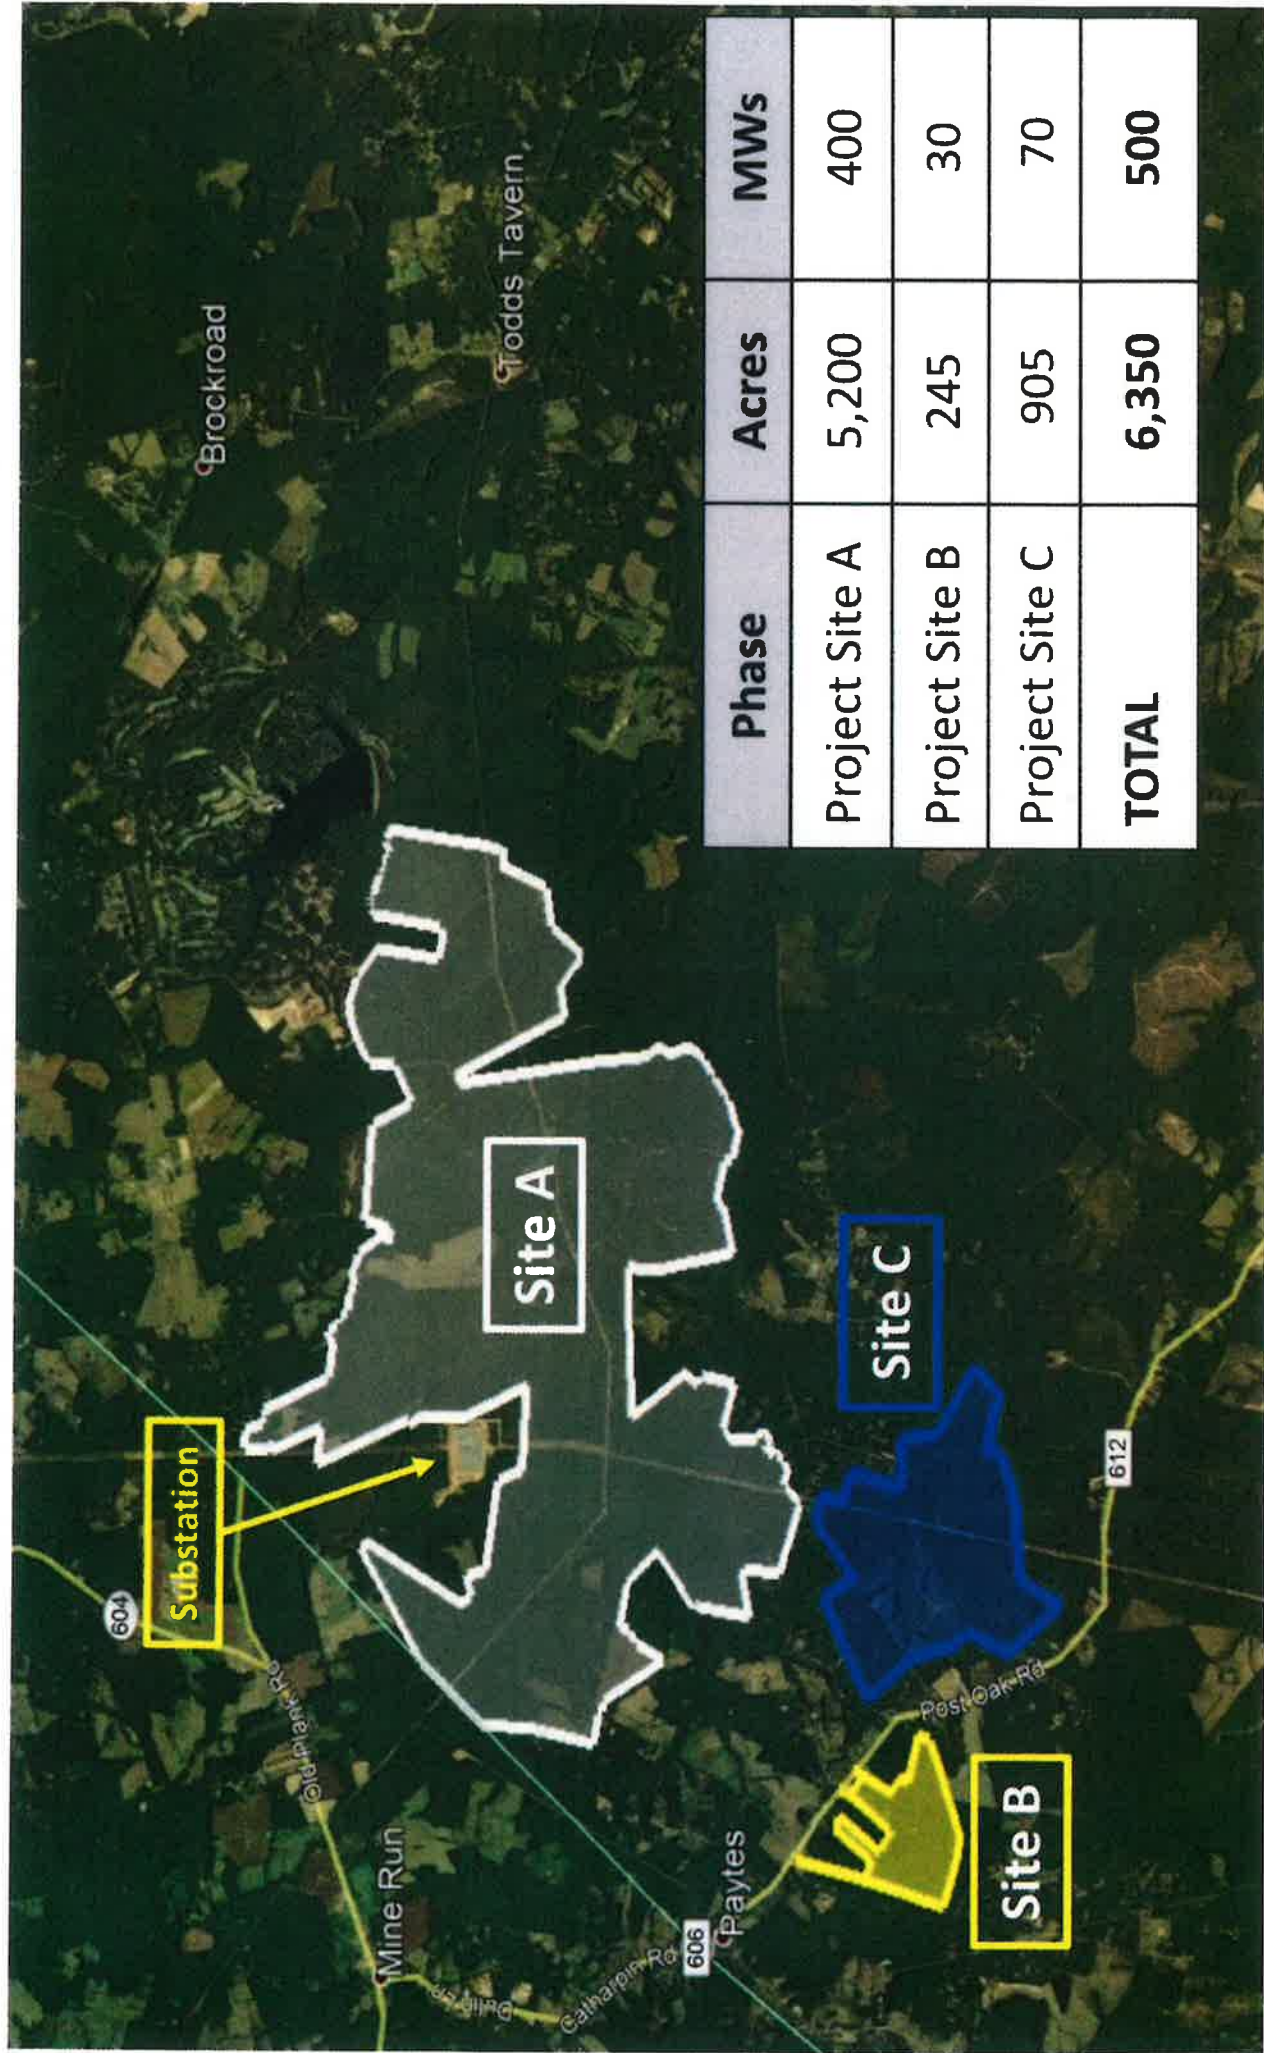 604
Substation
Old Plank Rd
Brockroad
Mine Run
Todds Tavern
Site A
Catharpin Rd
606
Paytes
Site C
Post Oak Rd
612
Site B
Phase Acres MWs
Project Site A 5,200 400
Project Site B 245 30
Project Site C 905 70
TOTAL 6,350 500